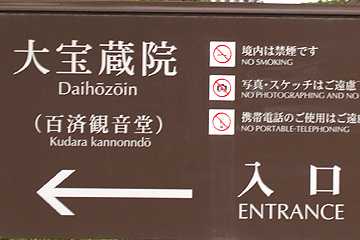 大宝蔵院
Daihōzōin
(百済観音堂)
Kudara kannonndō
境内は禁煙です
NO SMOKING
写真・スケッチはご遠慮
NO PHOTOGRAPHING AND NO
携帯電話のご使用はご遠慮
NO PORTABLE-TELEPHONING
入口
ENTRANCE